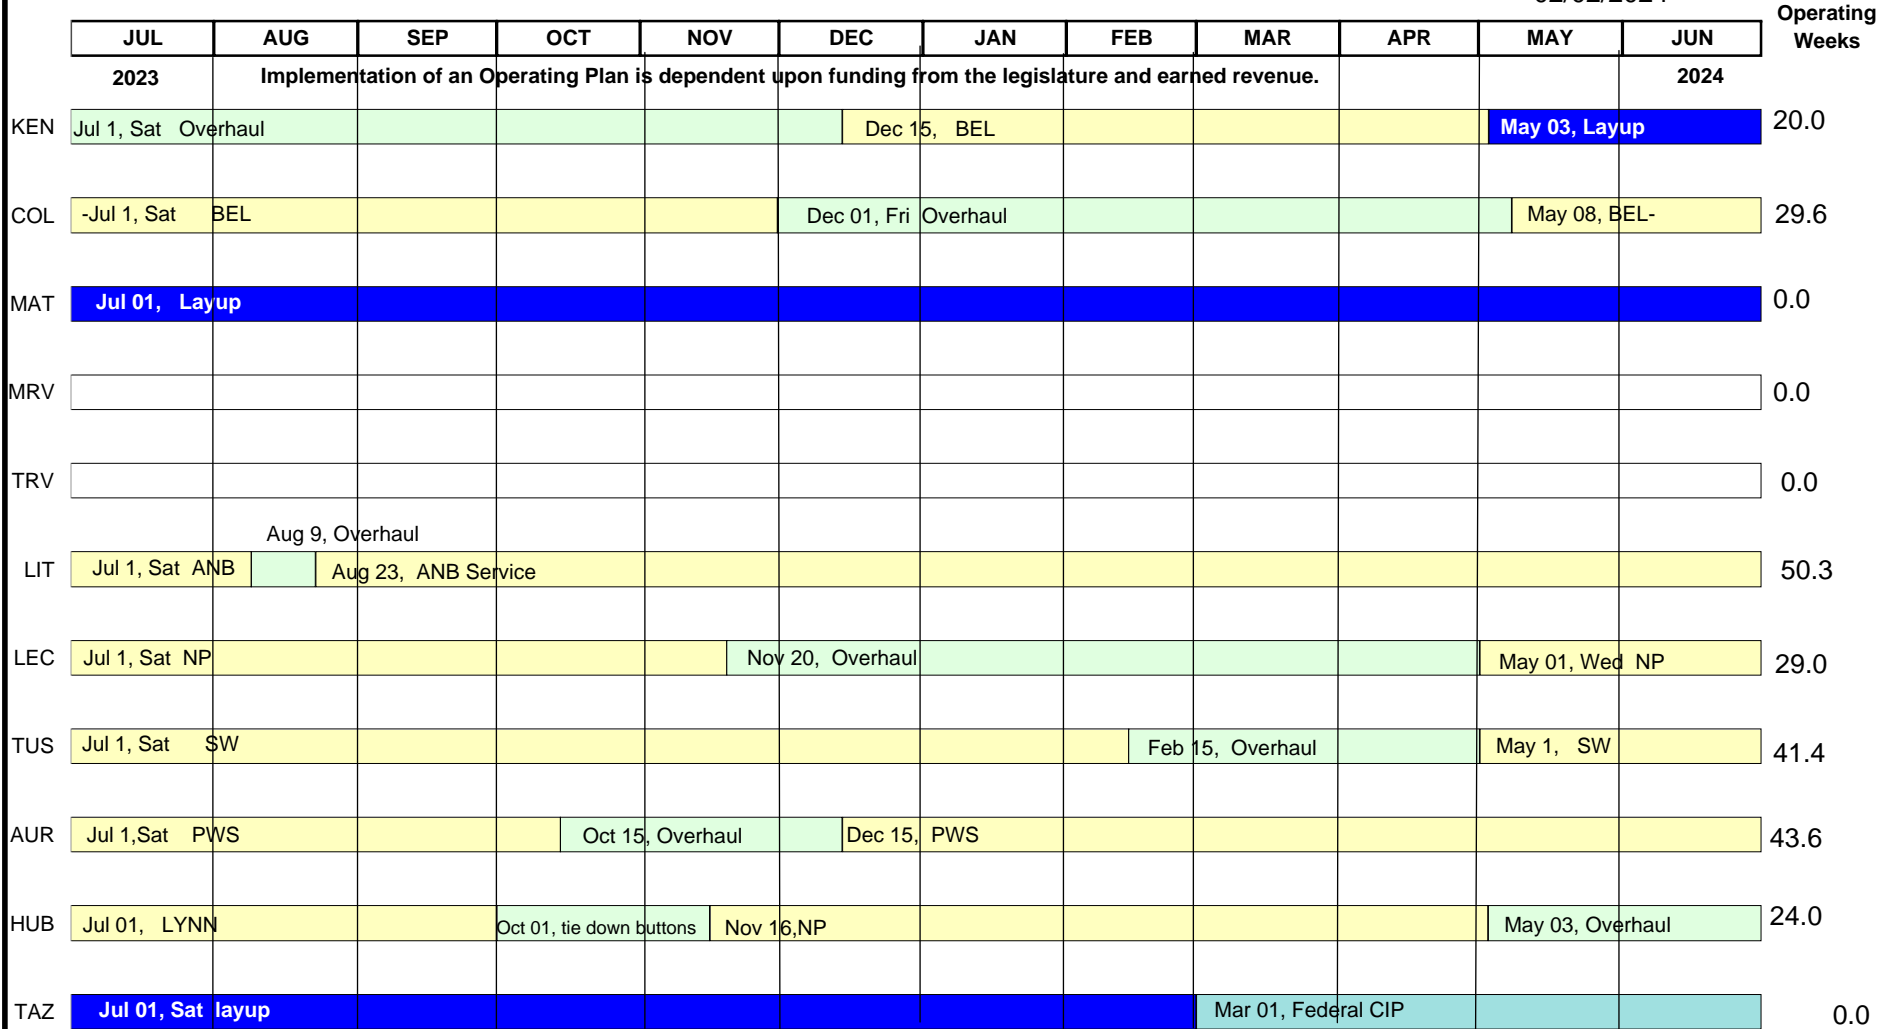 Operating
Weeks
JUL AUG SEP OCT NOV DEC JAN FEB MAR APR MAY JUN
2023 Implementation of an Operating Plan is dependent upon funding from the legislature and earned revenue. 2024
KEN Jul 1, Sat Overhaul Dec 15, BEL May 03, Layup 20.0
COL -Jul 1, Sat BEL Dec 01, Fri Overhaul May 08, BEL- 29.6
MAT Jul 01, Layup 0.0
MRV 0.0
TRV 0.0
Aug 9, Overhaul
LIT Jul 1, Sat ANB Aug 23, ANB Service 50.3
LEC Jul 1, Sat NP Nov 20, Overhaul May 01, Wed NP 29.0
TUS Jul 1, Sat SW Feb 15, Overhaul May 1, SW 41.4
AUR Jul 1,Sat PWS Oct 15, Overhaul Dec 15, PWS 43.6
HUB Jul 01, LYNN Oct 01, tie down buttons Nov 16,NP May 03, Overhaul 24.0
TAZ Jul 01, Sat layup Mar 01, Federal CIP 0.0